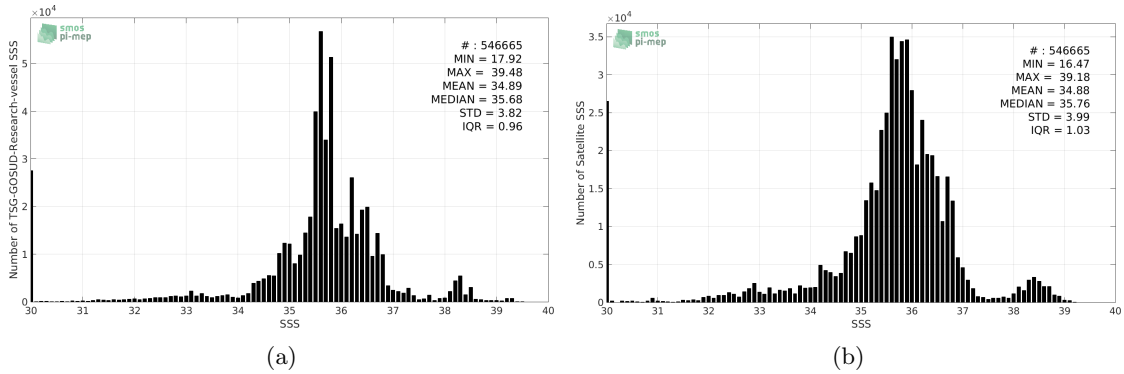 ×10⁴
smos
pi-mep
# : 546665
MIN = 17.92
MAX = 39.48
MEAN = 34.89
MEDIAN = 35.68
STD = 3.82
IQR = 0.96
Number of TSG-GOSUD-Research-vessel SSS
5
4
3
2
1
0
30 31 32 33 34 35 36 37 38 39 40
SSS
(a)
×10⁴
smos
pi-mep
# : 546665
MIN = 16.47
MAX = 39.18
MEAN = 34.88
MEDIAN = 35.76
STD = 3.99
IQR = 1.03
Number of Satellite SSS
3.5
3
2.5
2
1.5
1
0.5
0
30 31 32 33 34 35 36 37 38 39 40
SSS
(b)